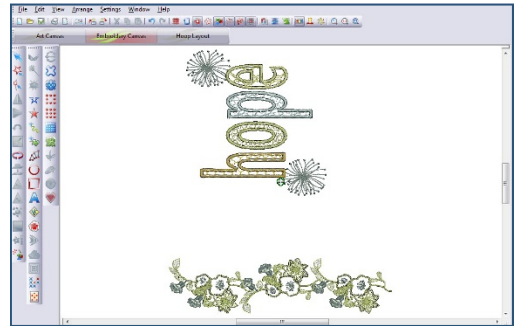 File Edit View Arrange Settings Window Help
Art Canvas Embroidery Canvas Hoop Layout
hope